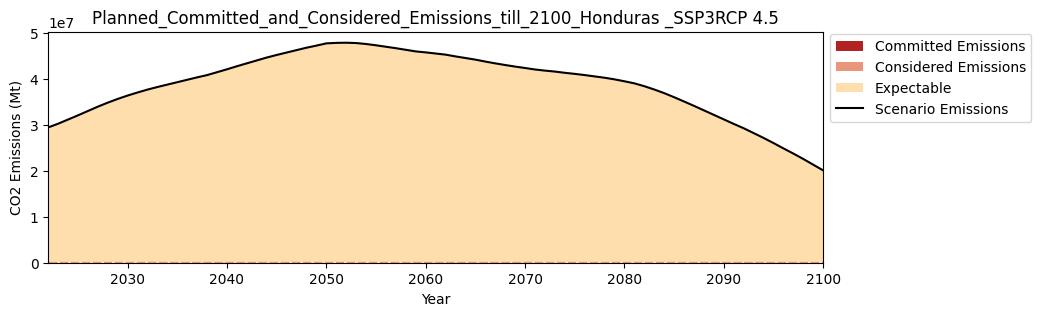 Planned_Committed_and_Considered_Emissions_till_2100_Honduras _SSP3RCP 4.5
1e7
5
4
3
2
1
0
CO2 Emissions (Mt)
2030 2040 2050 2060 2070 2080 2090 2100
Year
Committed Emissions
Considered Emissions
Expectable
Scenario Emissions